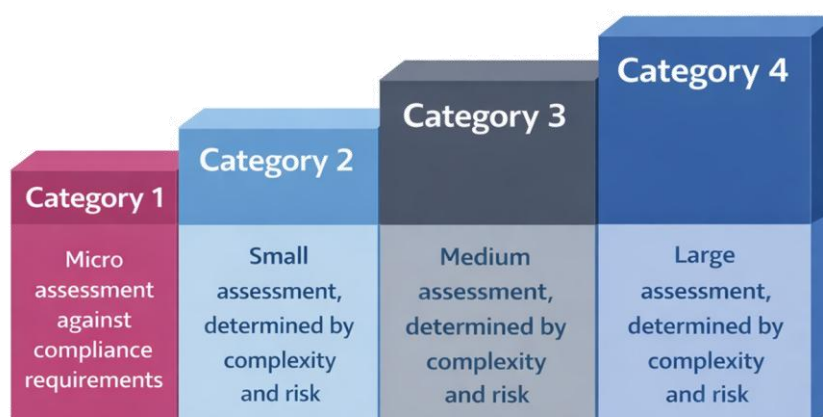 Category 1
Micro
assessment
against
compliance
requirements
Category 2
Small
assessment,
determined by
complexity
and risk
Category 3
Medium
assessment,
determined by
complexity
and risk
Category 4
Large
assessment,
determined by
complexity
and risk